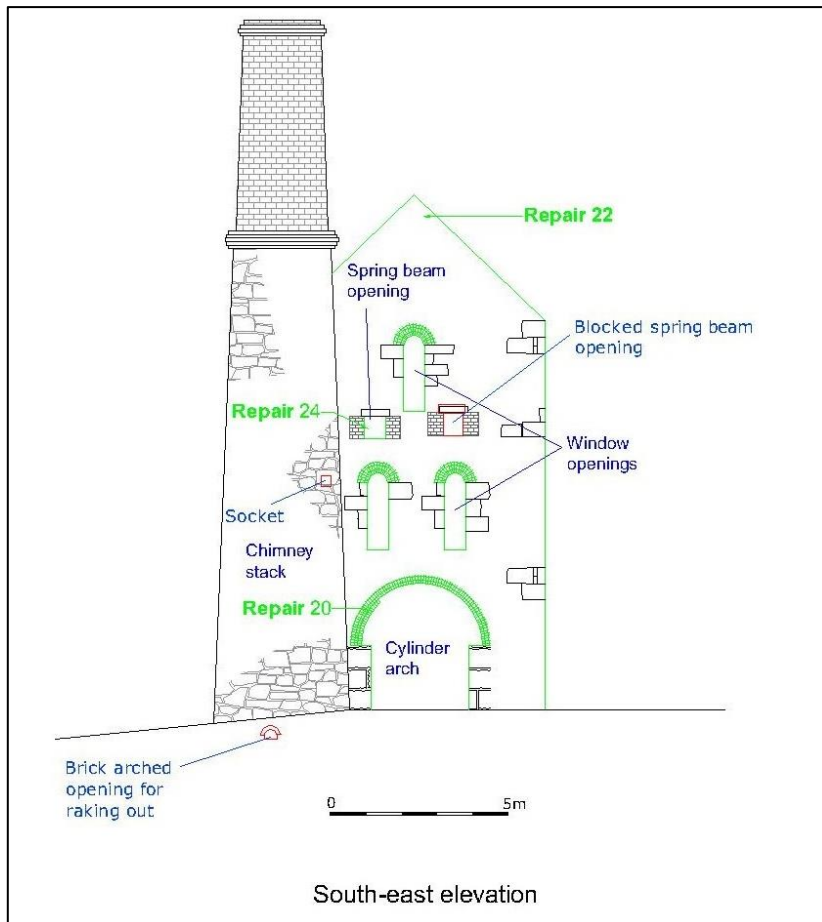 Repair 22
Spring beam
opening
Blocked spring beam
opening
Repair 24
Window
openings
Socket
Chimney
stack
Repair 20
Cylinder
arch
Brick arched
opening for
raking out
0 5m
South-east elevation